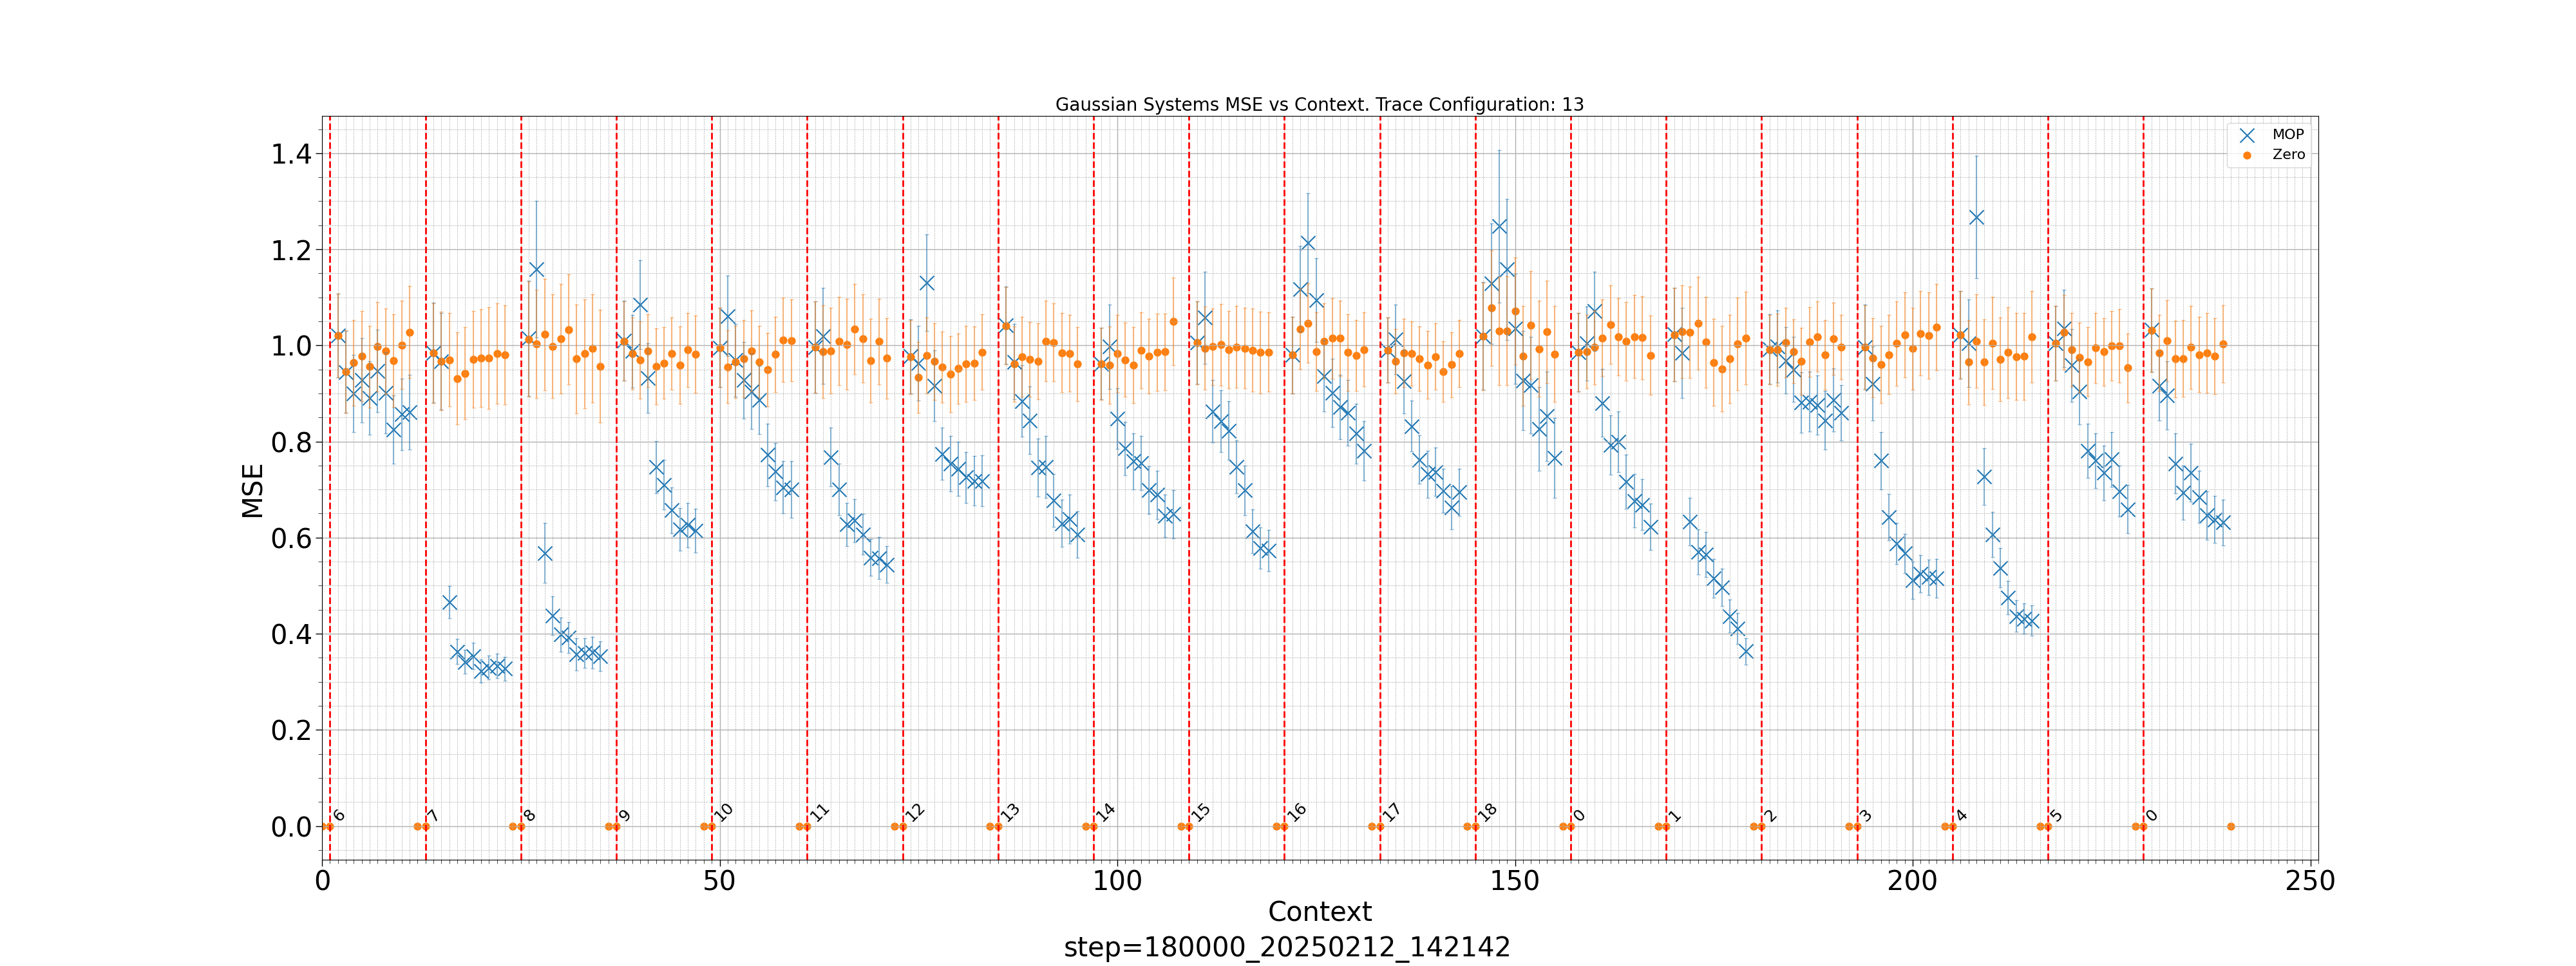 Gaussian Systems MSE vs Context. Trace Configuration: 13
MOP
Zero
1.4
1.2
1.0
0.8
0.6
0.4
0.2
0.0
MSE
6 7 8 9 10 11 12 13 14 15 16 17 18 0 1 2 3 4 5 0
0 50 100 150 200 250
Context
step=180000_20250212_142142